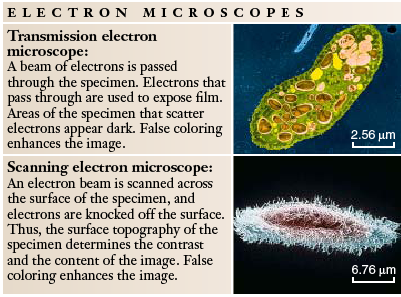 ELECTRON MICROSCOPES
Transmission electron
microscope:
A beam of electrons is passed
through the specimen. Electrons that
pass through are used to expose film.
Areas of the specimen that scatter
electrons appear dark. False coloring
enhances the image.
2.56 μm
Scanning electron microscope:
An electron beam is scanned across
the surface of the specimen, and
electrons are knocked off the surface.
Thus, the surface topography of the
specimen determines the contrast
and the content of the image. False
coloring enhances the image.
6.76 μm